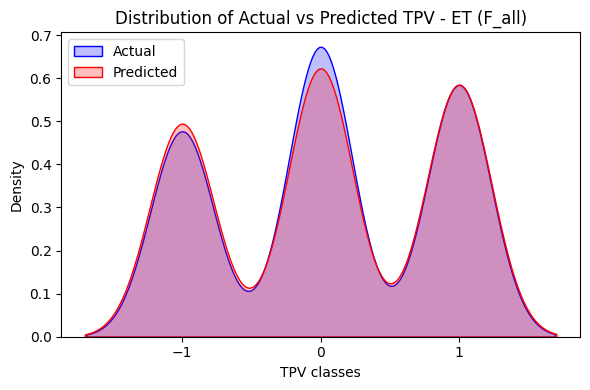 Distribution of Actual vs Predicted TPV - ET (F_all)
Actual
Predicted
0.7
0.6
0.5
0.4
0.3
0.2
0.1
0.0
Density
−1
0
1
TPV classes